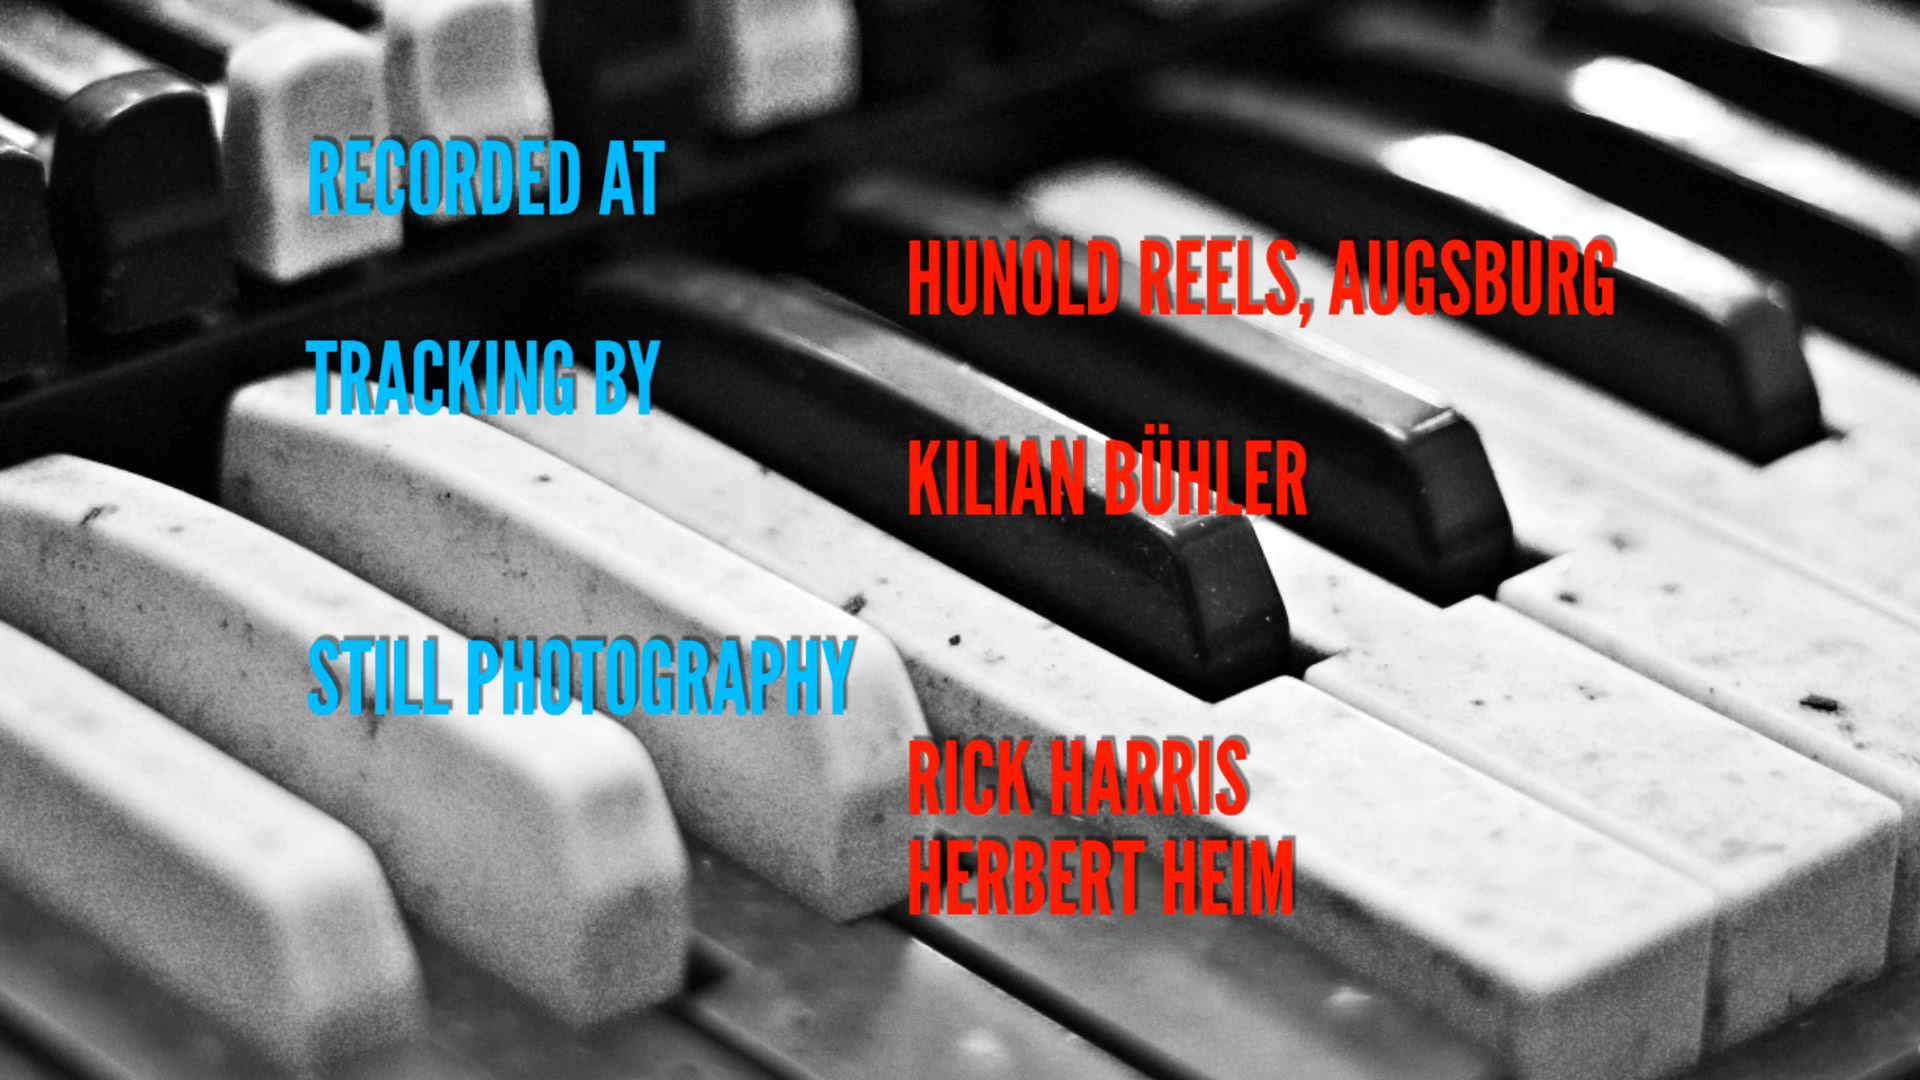 RECORDED AT
HUNOLD REELS, AUGSBURG
TRACKING BY
KILIAN BÜHLER
STILL PHOTOGRAPHY
RICK HARRIS
HERBERT HEIM